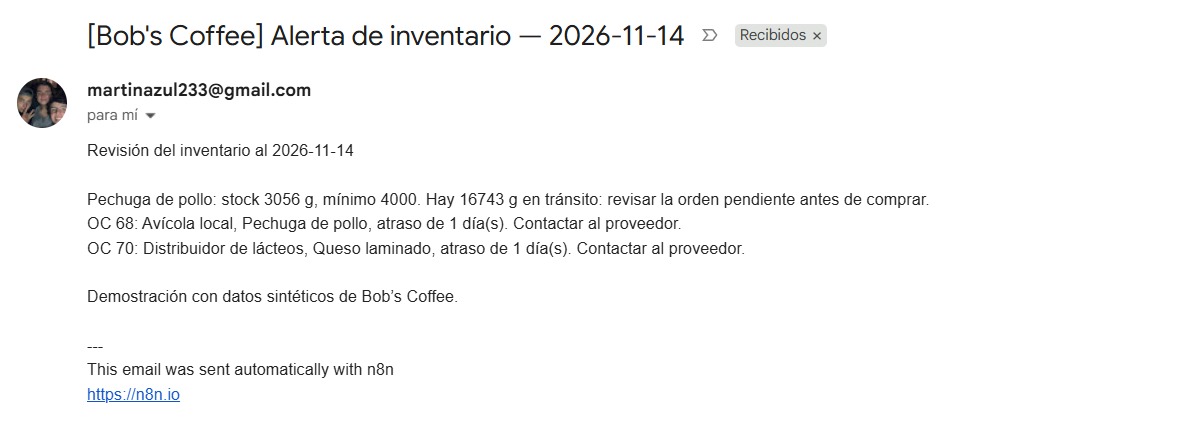 [Bob's Coffee] Alerta de inventario — 2026-11-14
Recibidos ×
martinazul233@gmail.com
para mí
Revisión del inventario al 2026-11-14
Pechuga de pollo: stock 3056 g, mínimo 4000. Hay 16743 g en tránsito: revisar la orden pendiente antes de comprar.
OC 68: Avícola local, Pechuga de pollo, atraso de 1 día(s). Contactar al proveedor.
OC 70: Distribuidor de lácteos, Queso laminado, atraso de 1 día(s). Contactar al proveedor.
Demostración con datos sintéticos de Bob’s Coffee.
---
This email was sent automatically with n8n
https://n8n.io